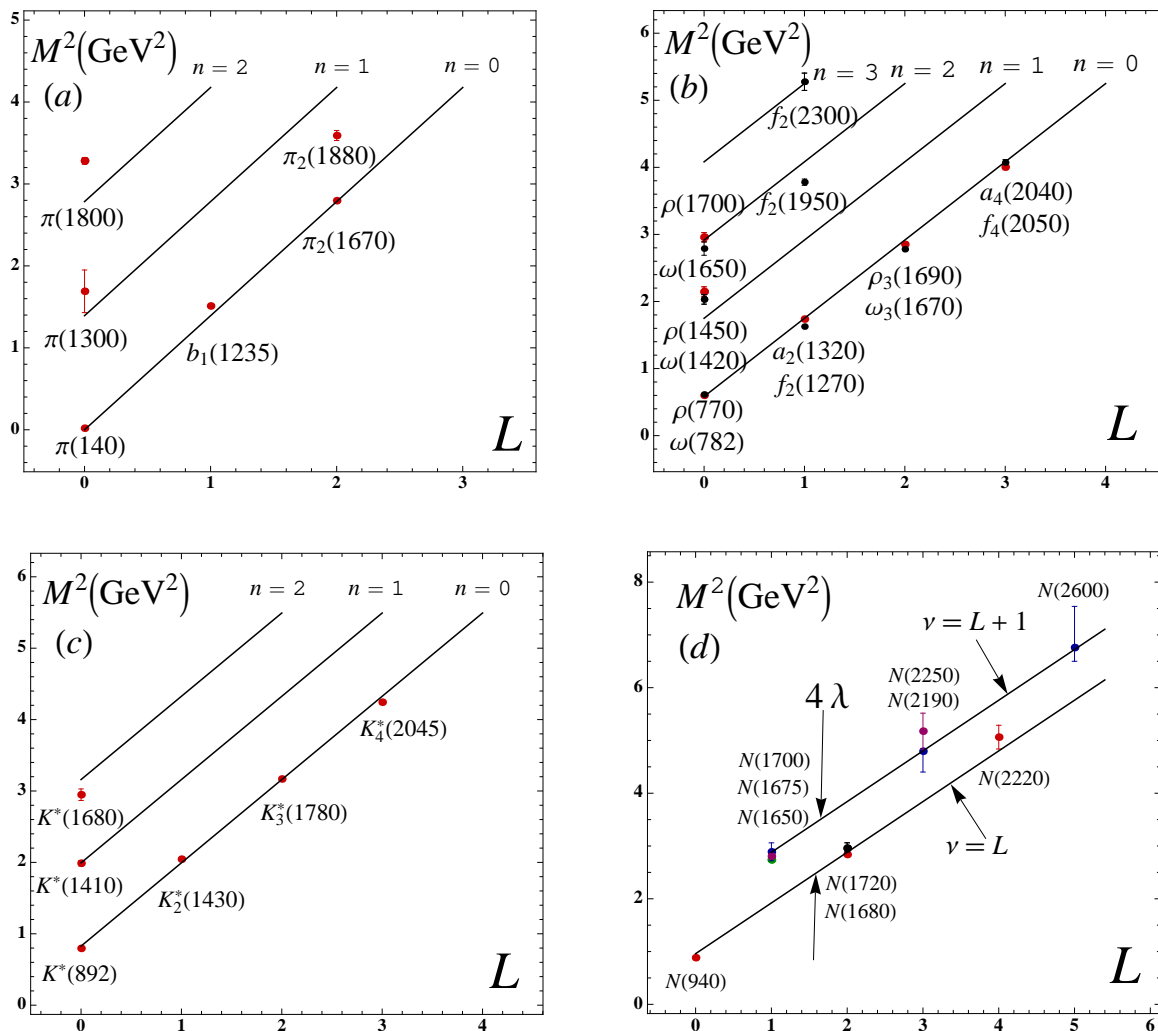 M²(GeV²)
(a)
n = 2
n = 1
n = 0
5
4
3
2
1
0
π(1800)
π₂(1880)
π₂(1670)
π(1300)
b₁(1235)
π(140)
L
0 1 2 3
M²(GeV²)
(b)
n = 3
n = 2
n = 1
n = 0
6
5
4
3
2
1
0
f₂(2300)
ρ(1700)
f₂(1950)
a₄(2040)
f₄(2050)
ω(1650)
ρ₃(1690)
ω₃(1670)
ρ(1450)
ω(1420)
a₂(1320)
f₂(1270)
ρ(770)
ω(782)
L
0 1 2 3 4
M²(GeV²)
(c)
n = 2
n = 1
n = 0
6
5
4
3
2
1
0
K*₄(2045)
K*(1680)
K*₃(1780)
K*(1410)
K*₂(1430)
K*(892)
L
0 1 2 3 4
M²(GeV²)
(d)
8
6
4
2
0
N(2600)
ν = L + 1
N(2250)
N(2190)
4 λ
N(1700)
N(1675)
N(1650)
N(2220)
ν = L
N(1720)
N(1680)
N(940)
L
0 1 2 3 4 5 6